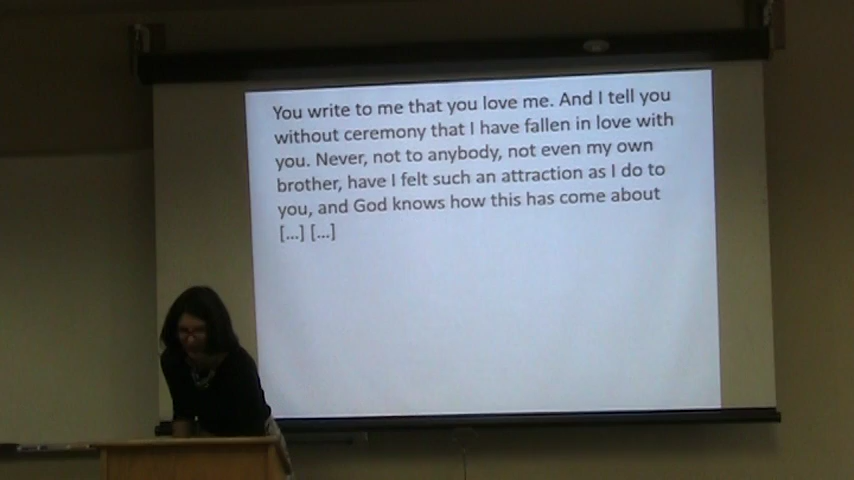 You write to me that you love me. And I tell you
without ceremony that I have fallen in love with
you. Never, not to anybody, not even my own
brother, have I felt such an attraction as I do to
you, and God knows how this has come about
[...] [...]